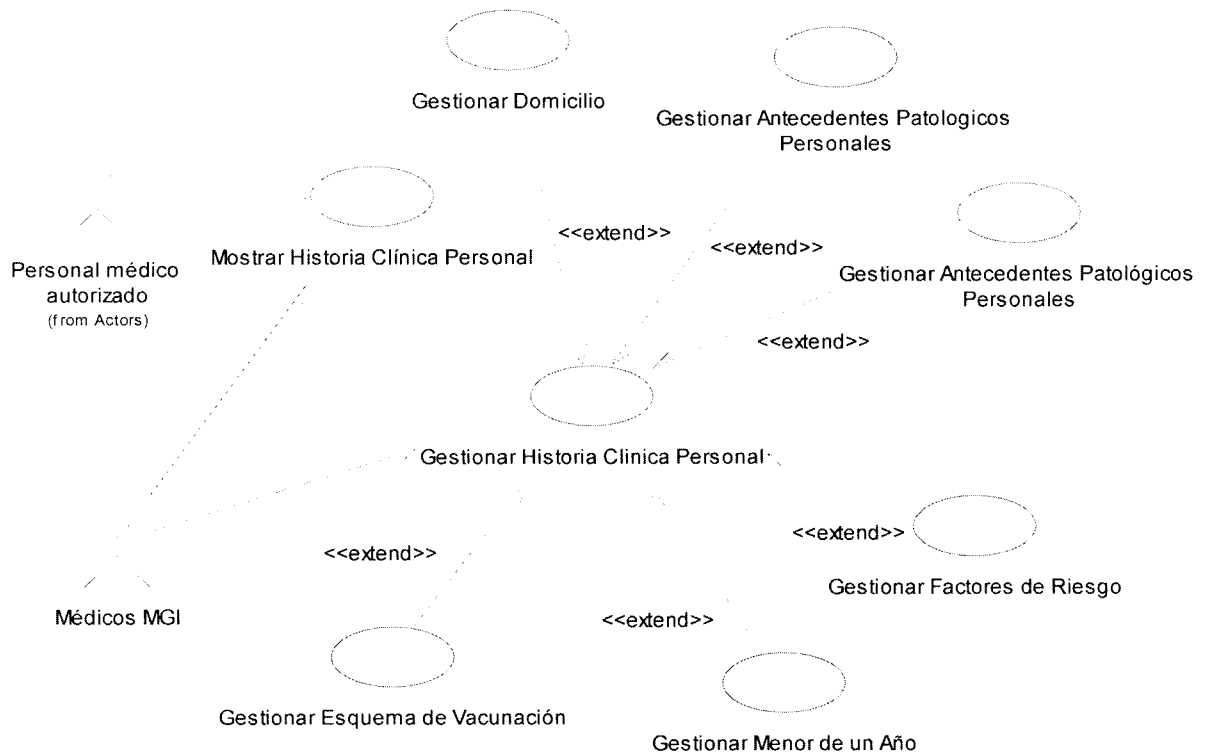 Gestionar Domicilio
Gestionar Antecedentes Patologicos
Personales
<<extend>>
<<extend>>
Mostrar Historia Clínica Personal
Personal médico
autorizado
(from Actors)
Gestionar Antecedentes Patológicos
Personales
<<extend>>
Gestionar Historia Clinica Personal
<<extend>>
<<extend>>
Gestionar Factores de Riesgo
Médicos MGI
<<extend>>
Gestionar Esquema de Vacunación
Gestionar Menor de un Año